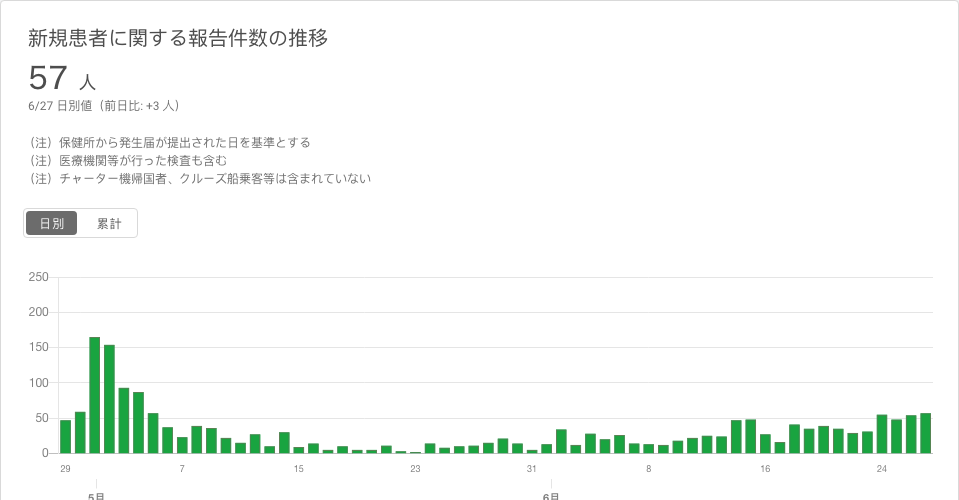 新規患者に関する報告件数の推移
57 人
6/27 日別値（前日比: +3 人）
（注）保健所から発生届が提出された日を基準とする
（注）医療機関等が行った検査も含む
（注）チャーター機帰国者、クルーズ船乗客等は含まれていない
日別 累計
250
200
150
100
50
0
29 7 15 23 31 8 16 24
5月 6月